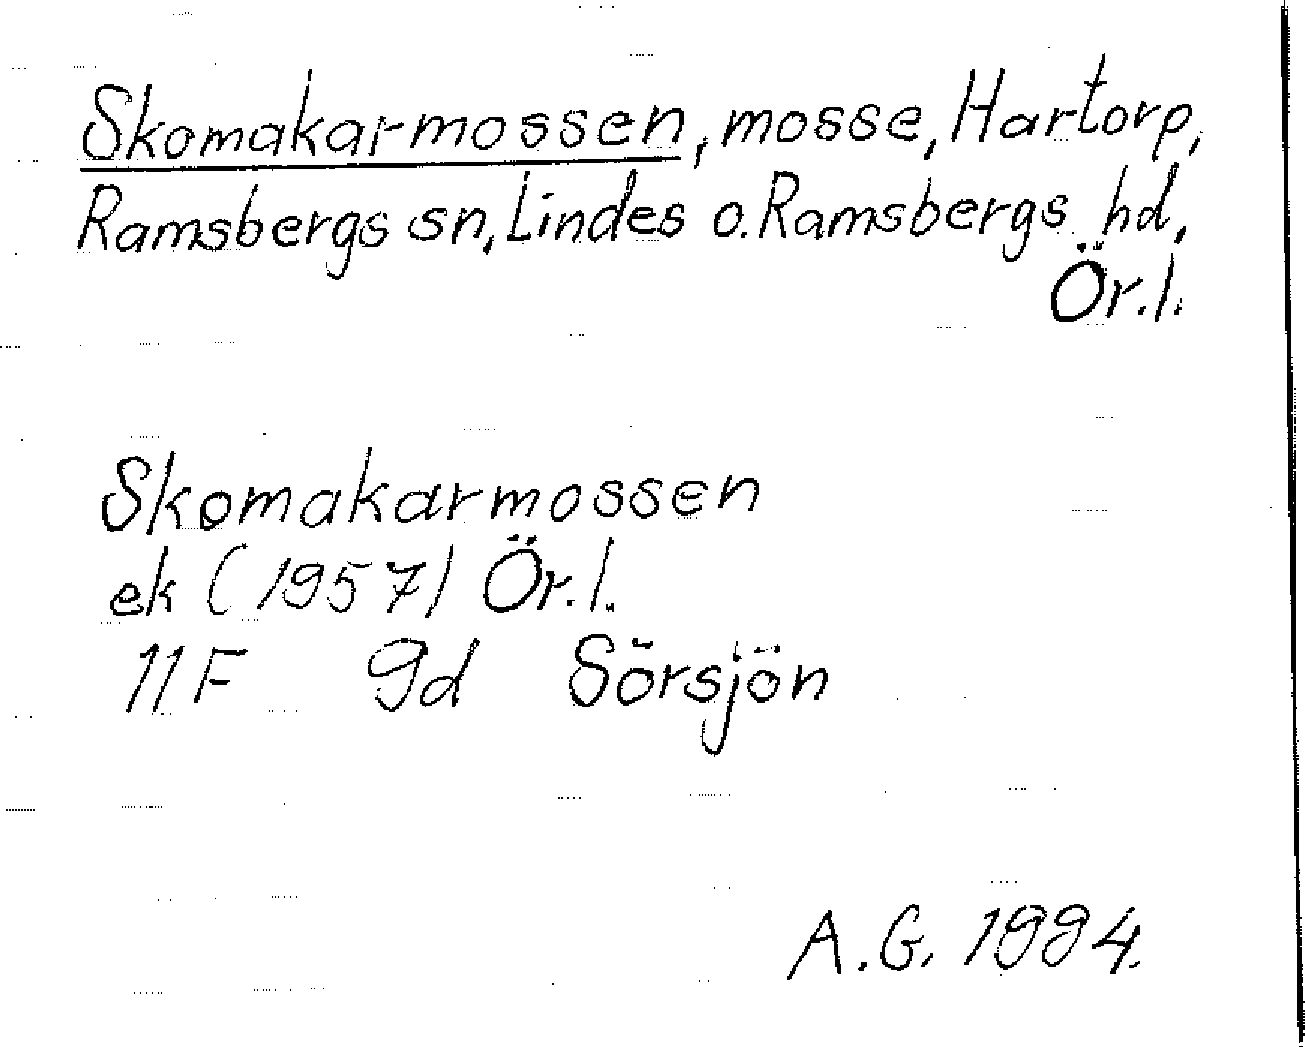 Skomakarmossen, mosse, Hartorp,
Ramsbergs sn, Lindes o. Ramsbergs hd,
Ör.l.
Skomakarmossen
ek (1957) Ör.l.
11F 9d Sörsjön
A.G. 1994.